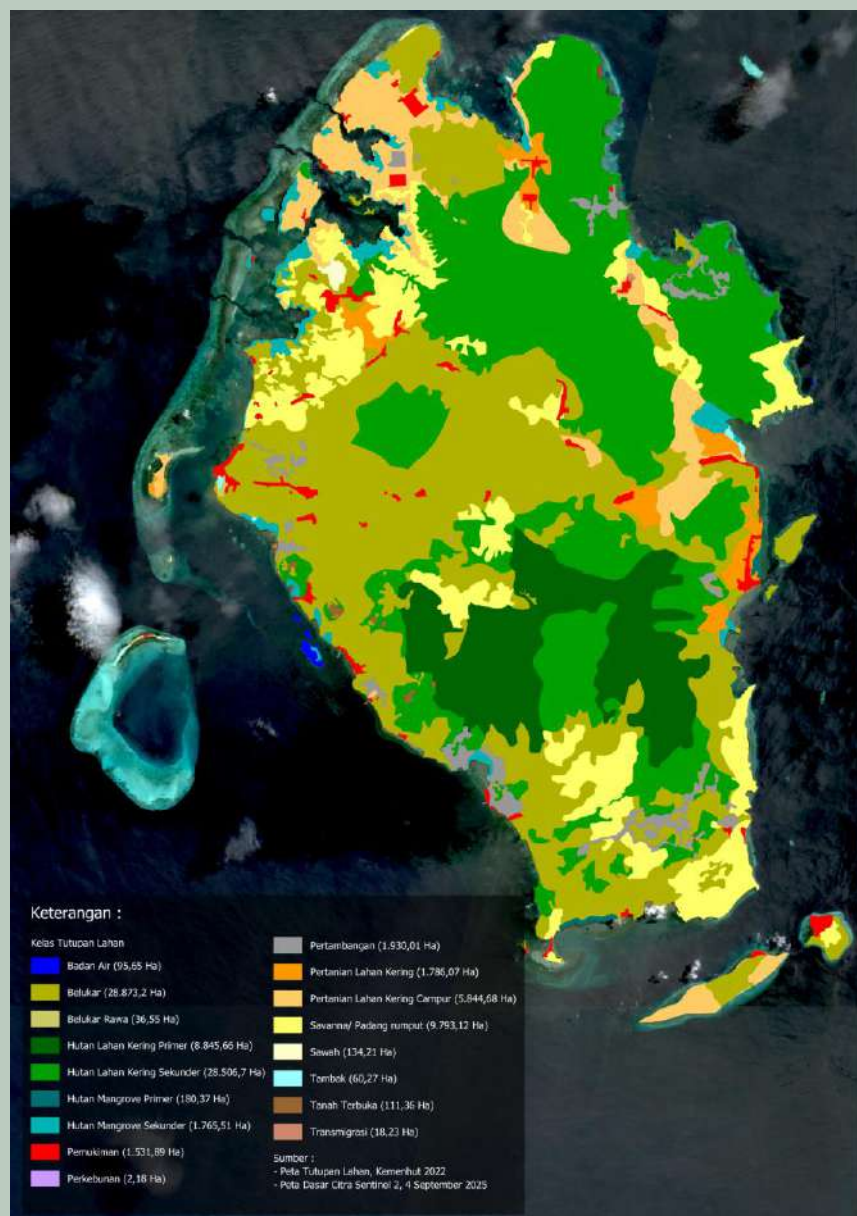 Keterangan :
Kelas Tutupan Lahan
Badan Air (95,65 Ha)
Belukar (28.873,2 Ha)
Belukar Rawa (36,55 Ha)
Hutan Lahan Kering Primer (8.845,66 Ha)
Hutan Lahan Kering Sekunder (28.506,7 Ha)
Hutan Mangrove Primer (180,37 Ha)
Hutan Mangrove Sekunder (1.765,51 Ha)
Pemukiman (1.531,89 Ha)
Perkebunan (2,18 Ha)
Pertambangan (1.930,01 Ha)
Pertanian Lahan Kering (1.786,07 Ha)
Pertanian Lahan Kering Campur (5.844,68 Ha)
Savanna/ Padang rumput (9.793,12 Ha)
Sawah (134,21 Ha)
Tambak (60,27 Ha)
Tanah Terbuka (111,36 Ha)
Transmigrasi (18,23 Ha)
Sumber :
- Peta Tutupan Lahan, Kemenhut 2022
- Peta Dasar Citra Sentinel 2, 4 September 2025